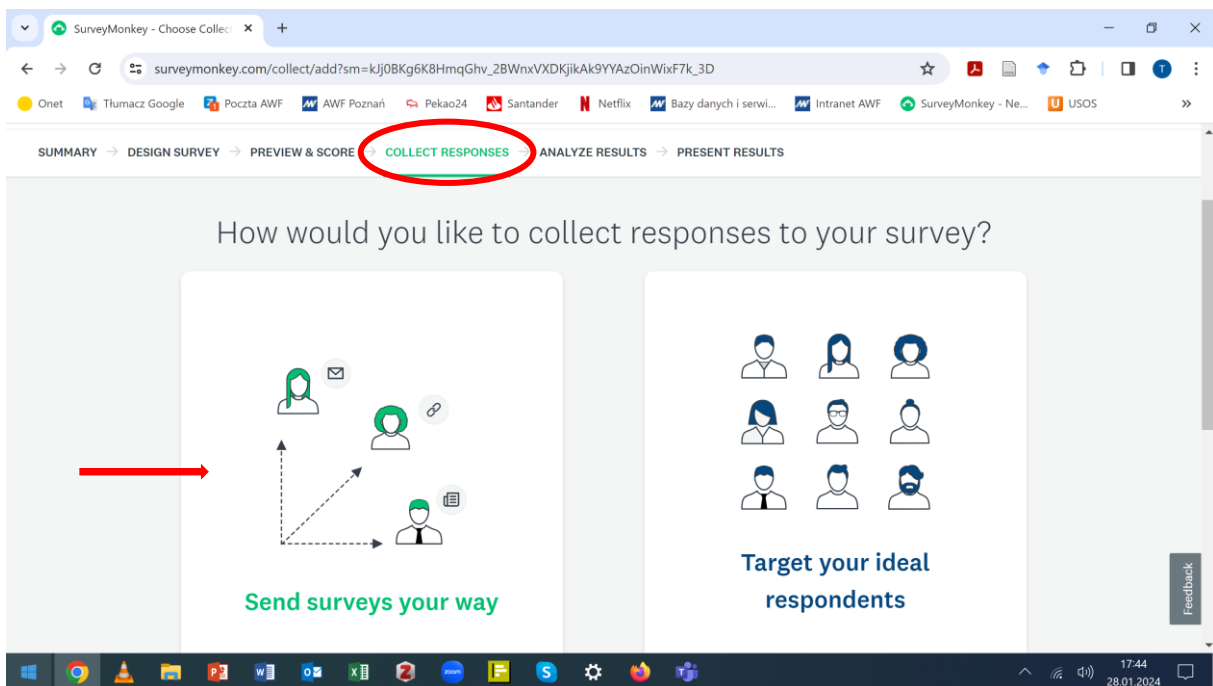 SurveyMonkey - Choose Collec
surveymonkey.com/collect/add?sm=kJj0BKg6K8HmqGhv_2BWnxVXDKjikAk9YYAzOinWixF7k_3D
T
Onet Tłumacz Google Poczta AWF AWF Poznań Pekao24 Santander Netflix Bazy danych i serwi... Intranet AWF SurveyMonkey - Ne... USOS »
SUMMARY → DESIGN SURVEY → PREVIEW & SCORE → COLLECT RESPONSES → ANALYZE RESULTS → PRESENT RESULTS
How would you like to collect responses to your survey?
Send surveys your way
Target your ideal
respondents
Feedback
zoom
17:44
28.01.2024